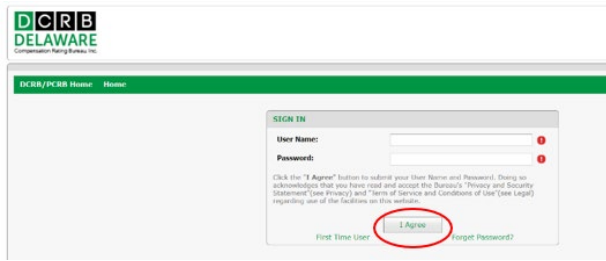 DCRB
DELAWARE
Compensation Rating Bureau, Inc.
DCRB/PCRB Home Home
SIGN IN
User Name:
Password:
Click the "I Agree" button to submit your User Name and Password. Doing so
acknowledges that you have read and accept the Bureau's "Privacy and Security
Statement"(see Privacy) and "Term of Service and Conditions of Use"(see Legal)
regarding use of the facilities on this website.
I Agree
First Time User Forget Password?